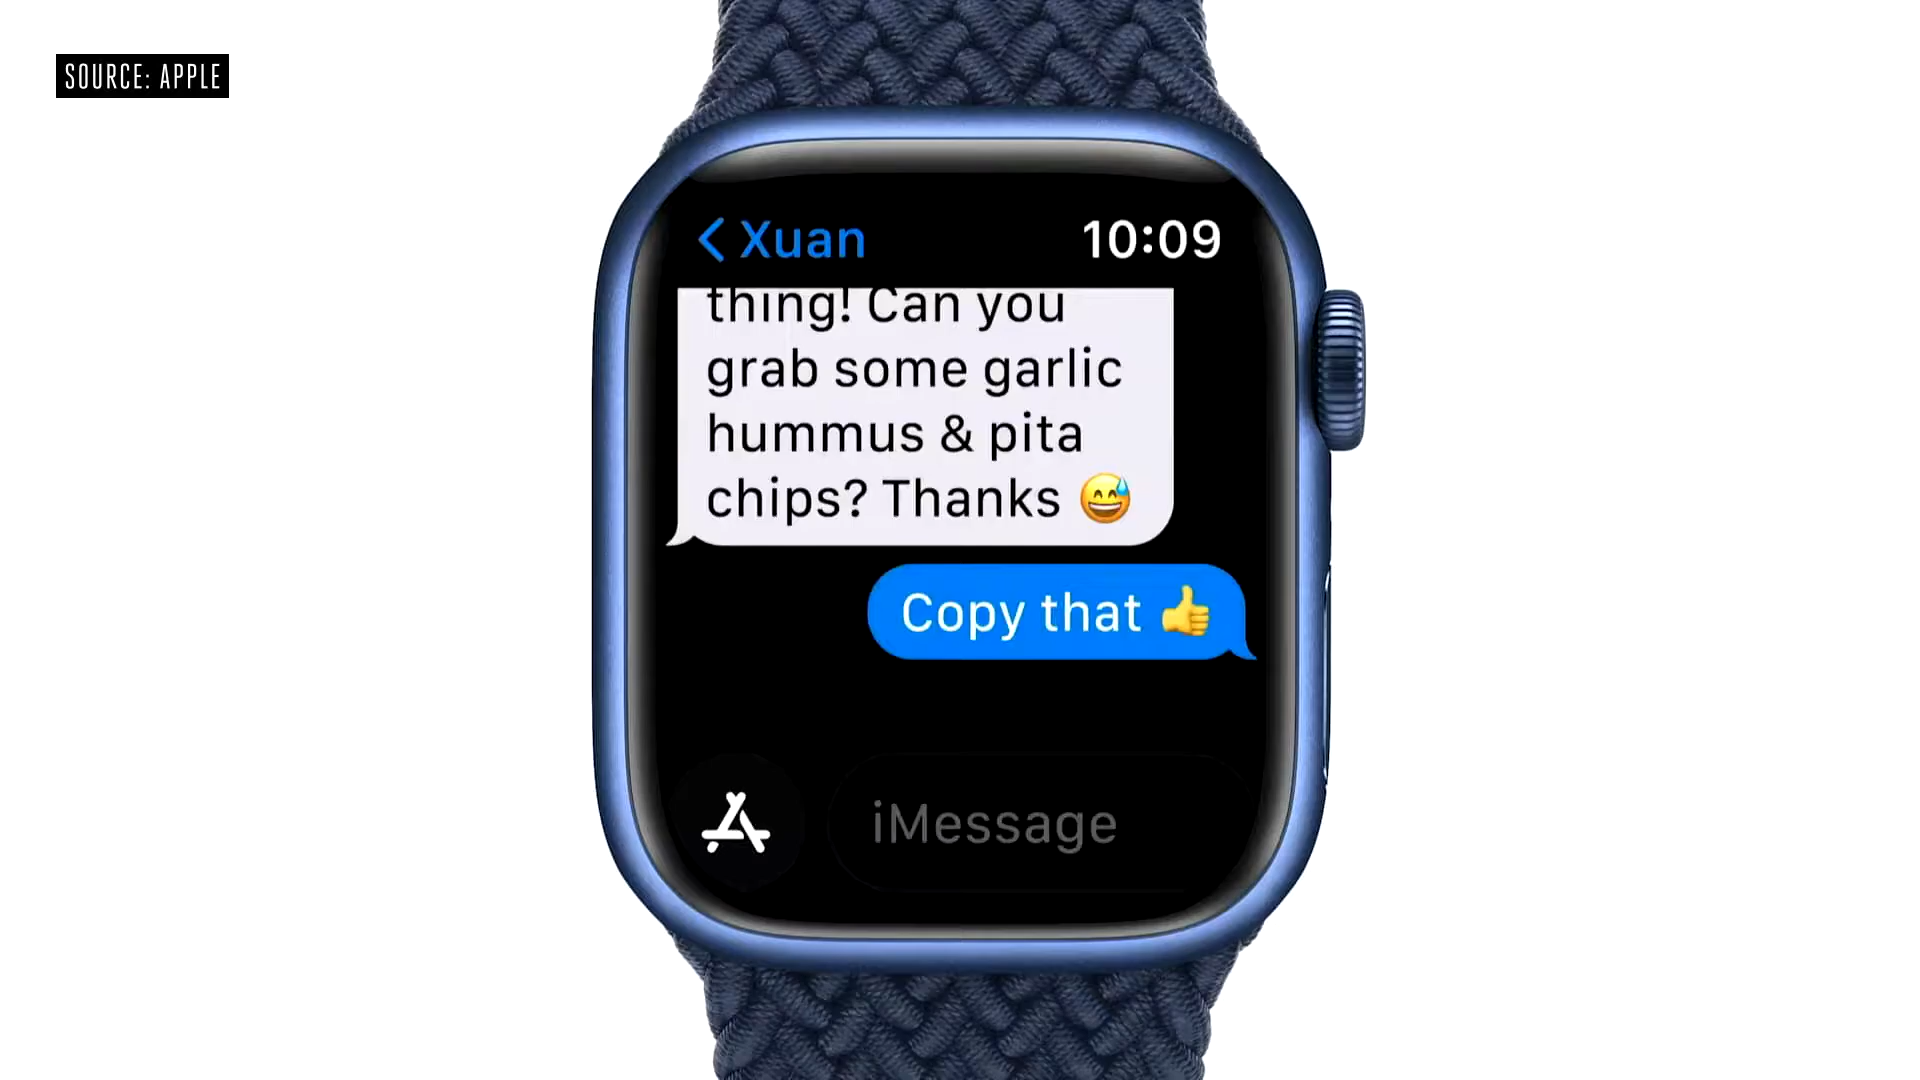 SOURCE: APPLE
Xuan
10:09
thing! Can you
grab some garlic
hummus & pita
chips? Thanks 😅
Copy that 👍
iMessage